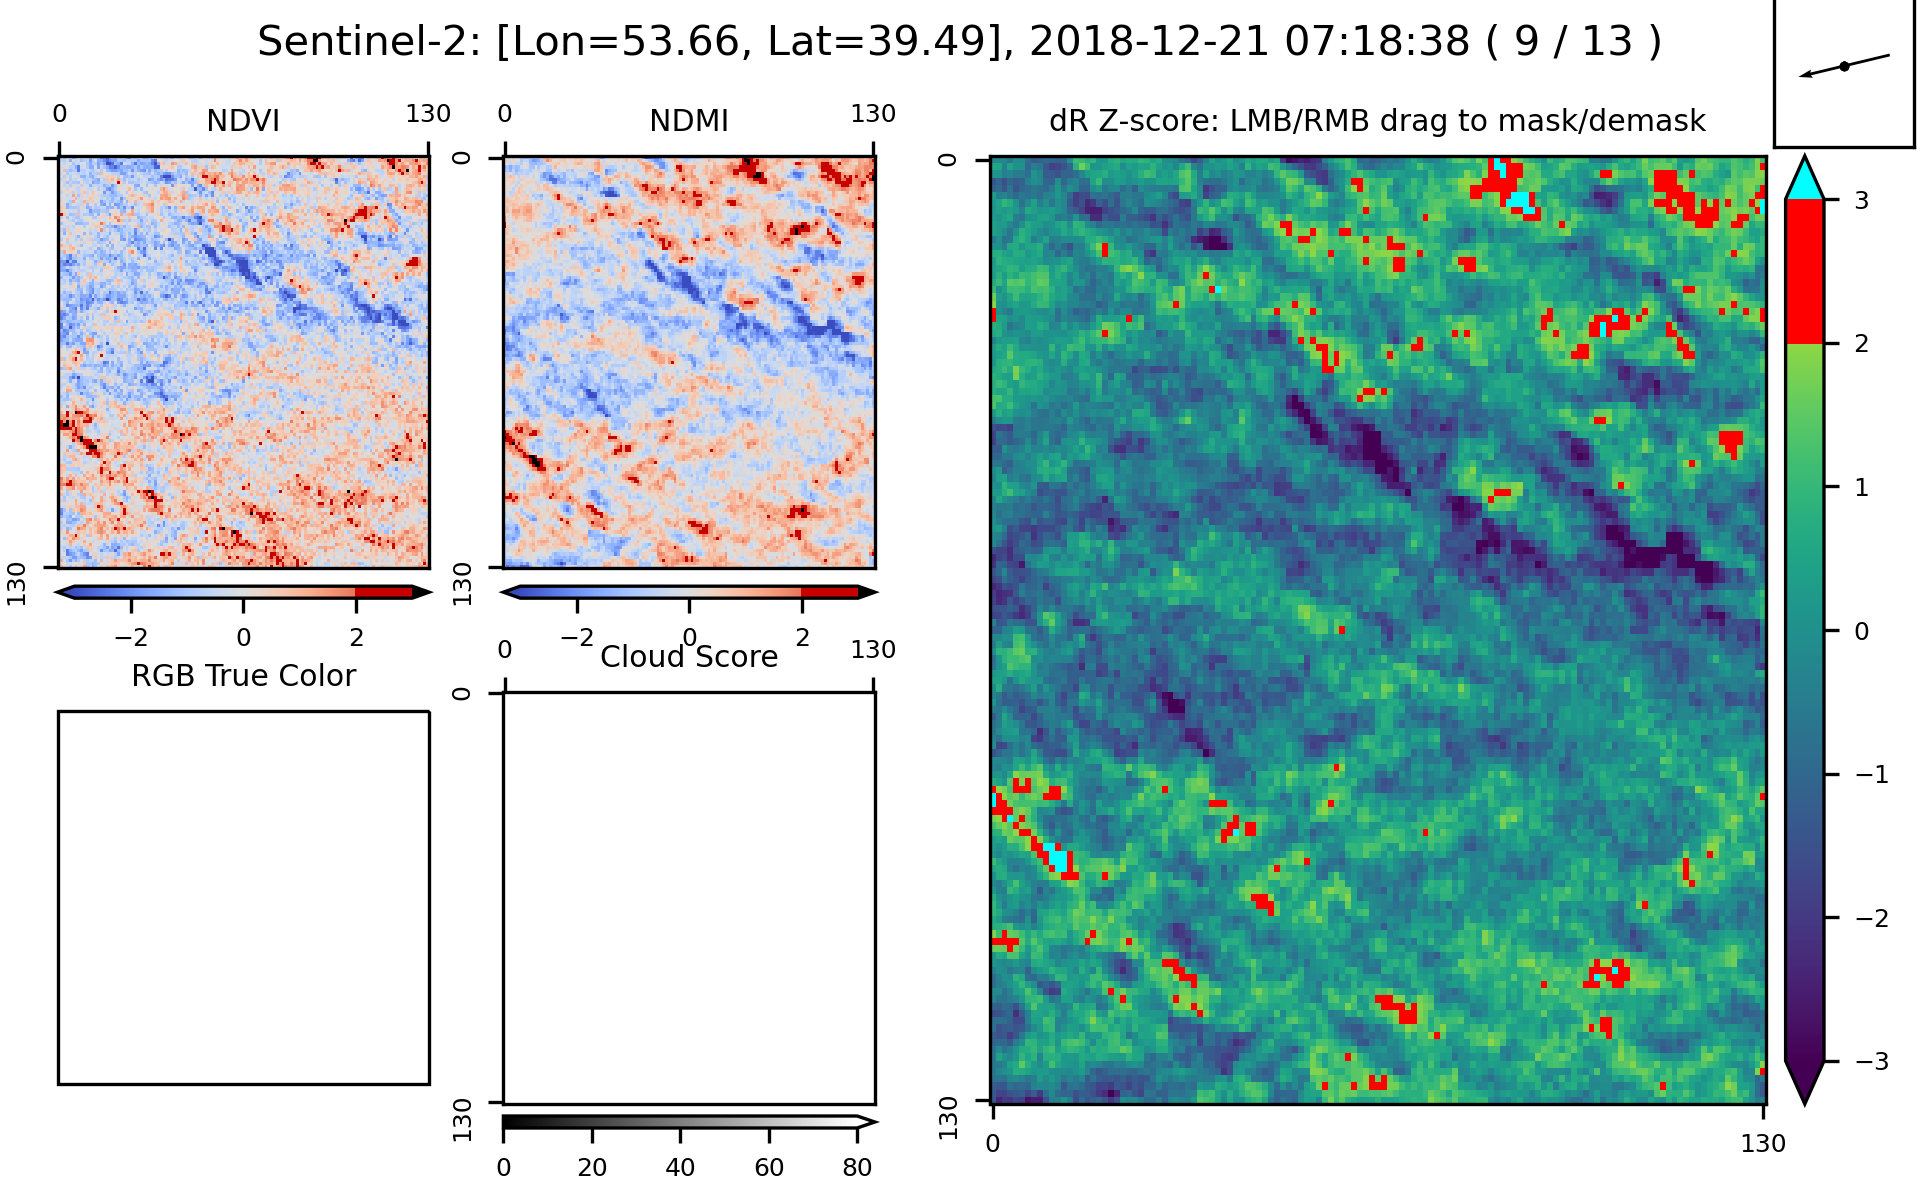 Sentinel-2: [Lon=53.66, Lat=39.49], 2018-12-21 07:18:38 ( 9 / 13 )
0 NDVI 130
0
130
−2 0 2
0 NDMI 130
0
130
−2 0 2
dR Z-score: LMB/RMB drag to mask/demask
0
130
0 130
3
2
1
0
−1
−2
−3
RGB True Color
0 Cloud Score 130
0
130
0 20 40 60 80